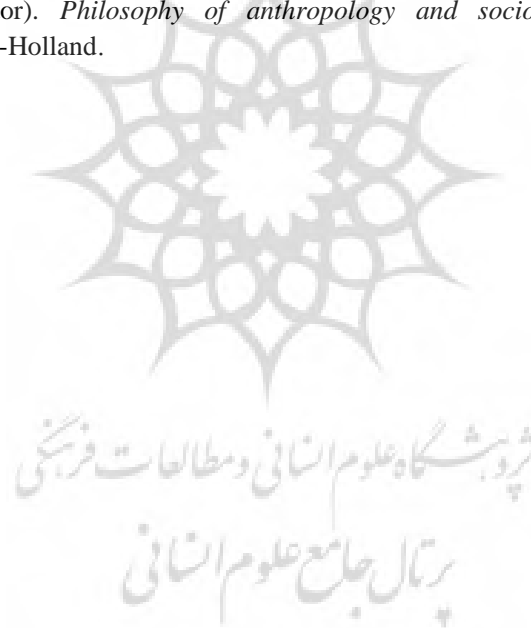 or). Philosophy of anthropology and socio
-Holland.
پژوهشگاه علوم انسانی و مطالعات فرهنگی
پرتال جامع علوم انسانی